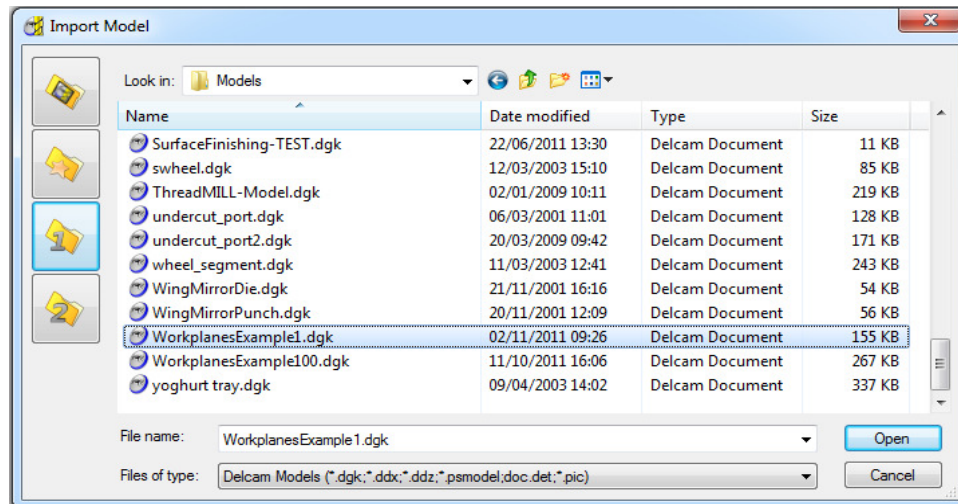 Import Model
Look in: Models
Name Date modified Type Size
SurfaceFinishing-TEST.dgk 22/06/2011 13:30 Delcam Document 11 KB
swheel.dgk 12/03/2003 15:10 Delcam Document 85 KB
ThreadMILL-Model.dgk 02/01/2009 10:11 Delcam Document 219 KB
undercut_port.dgk 06/03/2001 11:01 Delcam Document 128 KB
undercut_port2.dgk 20/03/2009 09:42 Delcam Document 171 KB
1
wheel_segment.dgk 11/03/2003 12:41 Delcam Document 243 KB
WingMirrorDie.dgk 21/11/2001 16:16 Delcam Document 54 KB
2
WingMirrorPunch.dgk 20/11/2001 12:09 Delcam Document 56 KB
WorkplanesExample1.dgk 02/11/2011 09:26 Delcam Document 155 KB
WorkplanesExample100.dgk 11/10/2011 16:06 Delcam Document 267 KB
yoghurt tray.dgk 09/04/2003 14:02 Delcam Document 337 KB
File name: WorkplanesExample1.dgk Open
Files of type: Delcam Models (*.dgk;*.ddx;*.ddz;*.psmodel;doc.det;*.pic) Cancel